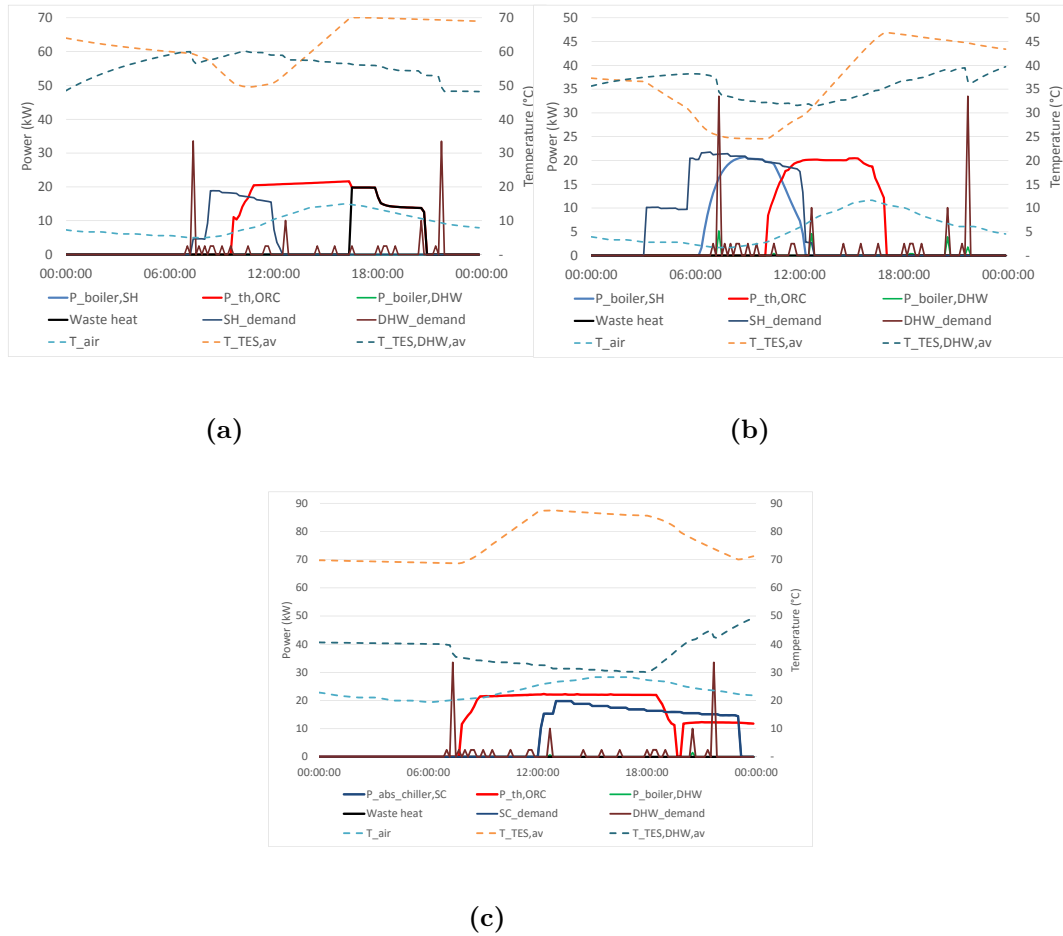 70 70
60 60
50 50
40 40
30 30
20 20
10 10
0 -
Power (kW)
Temperature (°C)
00:00:00 06:00:00 12:00:00 18:00:00 00:00:00
P_boiler,SH P_th,ORC P_boiler,DHW
Waste heat SH_demand DHW_demand
T_air T_TES,av T_TES,DHW,av
(a)
50 50
45 45
40 40
35 35
30 30
25 25
20 20
15 15
10 10
5 5
0 -
Power (kW)
Temperature (°C)
00:00:00 06:00:00 12:00:00 18:00:00 00:00:00
P_boiler,SH P_th,ORC P_boiler,DHW
Waste heat SH_demand DHW_demand
T_air T_TES,av T_TES,DHW,av
(b)
90 90
80 80
70 70
60 60
50 50
40 40
30 30
20 20
10 10
0 -
Power (kW)
Temperature (°C)
00:00:00 06:00:00 12:00:00 18:00:00 00:00:00
P_abs_chiller,SC P_th,ORC P_boiler,DHW
Waste heat SC_demand DHW_demand
T_air T_TES,av T_TES,DHW,av
(c)